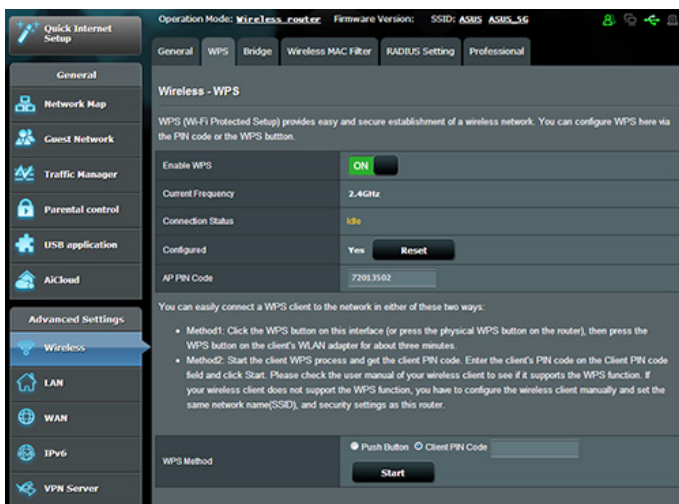 Quick Internet
Setup
Operation Mode: Wireless router Firmware Version: SSID: ASUS ASUS_5G
General WPS Bridge Wireless MAC Filter RADIUS Setting Professional
General
Network Map
Guest Network
Traffic Manager
Parental control
USB application
AiCloud
Advanced Settings
Wireless
LAN
WAN
IPv6
VPN Server
Wireless - WPS
WPS (Wi-Fi Protected Setup) provides easy and secure establishment of a wireless network. You can configure WPS here via
the PIN code or the WPS buttton.
Enable WPS ON
Current Frequency 2.4GHz
Connection Status Idle
Configured Yes Reset
AP PIN Code 72013502
You can easily connect a WPS client to the network in either of these two ways:
• Method1: Click the WPS button on this interface (or press the physical WPS button on the router), then press the
WPS button on the client's WLAN adapter for about three minutes.
• Method2: Start the client WPS process and get the client PIN code. Enter the client's PIN code on the Client PIN code
field and click Start. Please check the user manual of your wireless client to see if it supports the WPS function. If
your wireless client does not support the WPS function, you have to configure the wireless client manually and set the
same network name(SSID), and security settings as this router.
WPS Method Push Button Client PIN Code
Start